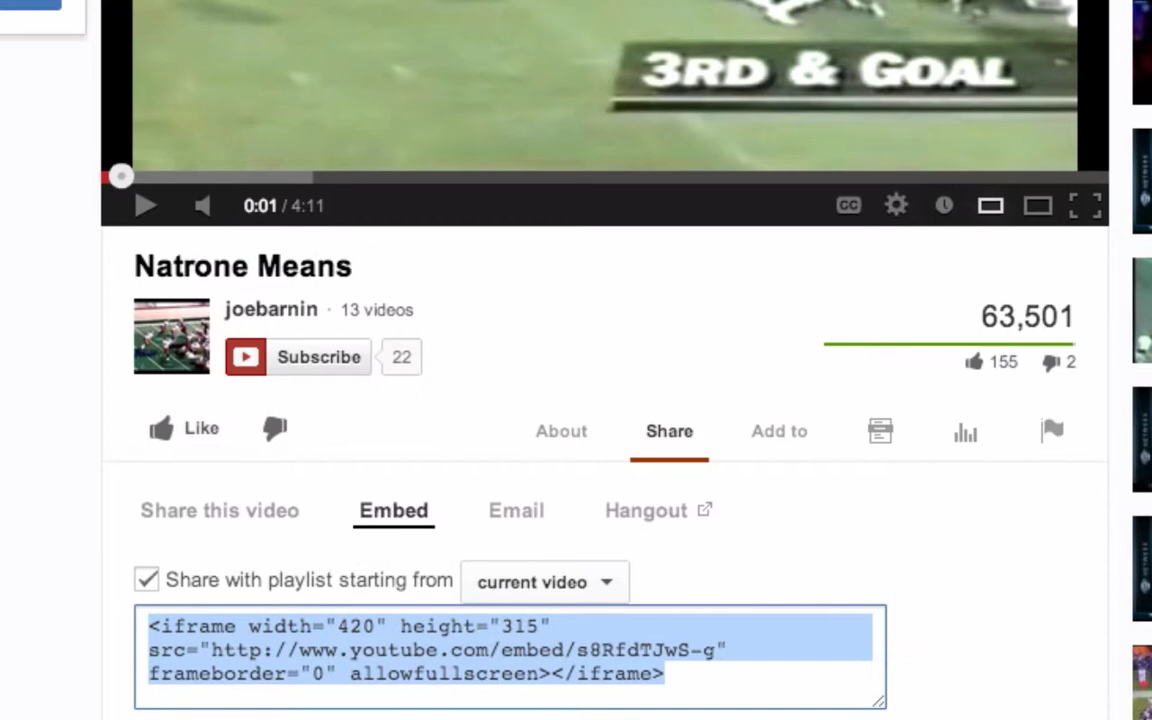 3RD & GOAL
0:01 / 4:11
CC
Natrone Means
joebarnin · 13 videos
Subscribe 22
63,501
155 2
Like
About Share Add to
Share this video Embed Email Hangout
Share with playlist starting from current video
<iframe width="420" height="315"
src="http://www.youtube.com/embed/s8RfdTJwS-g"
frameborder="0" allowfullscreen></iframe>